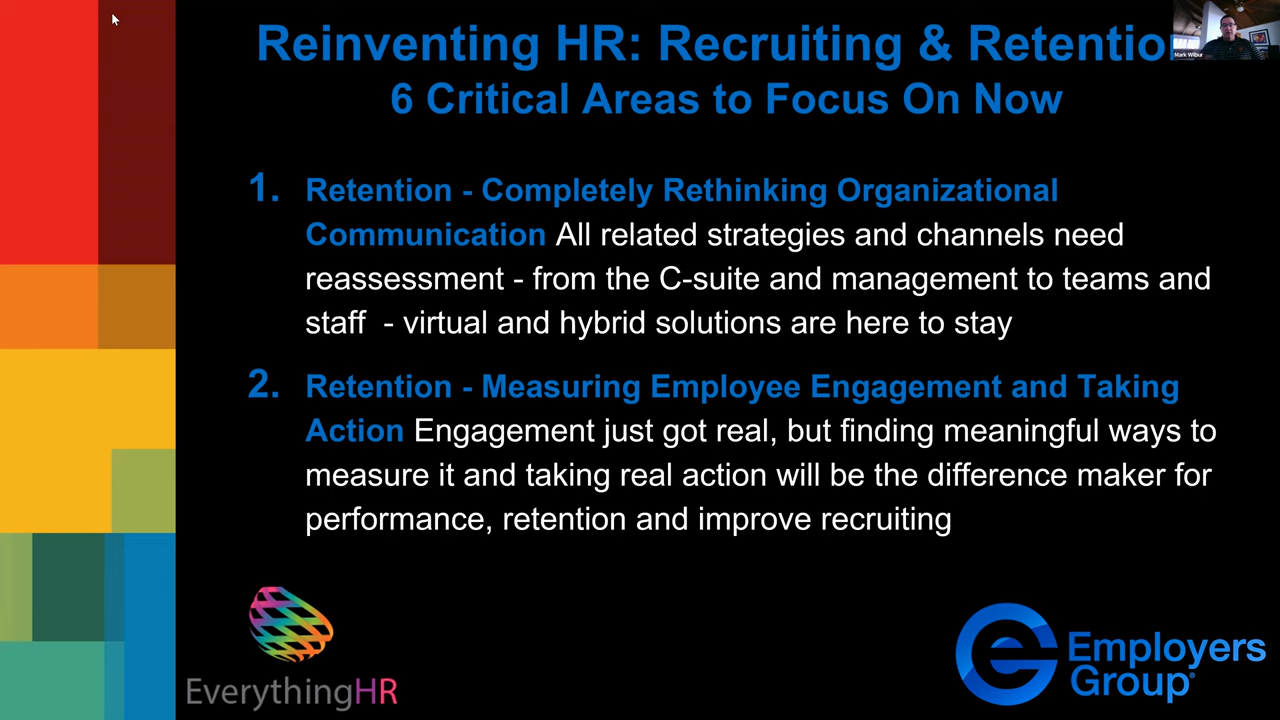 Reinventing HR: Recruiting & Retentio
6 Critical Areas to Focus On Now
Mark Wilbur
1. Retention - Completely Rethinking Organizational
Communication All related strategies and channels need
reassessment - from the C-suite and management to teams and
staff - virtual and hybrid solutions are here to stay
2. Retention - Measuring Employee Engagement and Taking
Action Engagement just got real, but finding meaningful ways to
measure it and taking real action will be the difference maker for
performance, retention and improve recruiting
EverythingHR
Employers
Group®